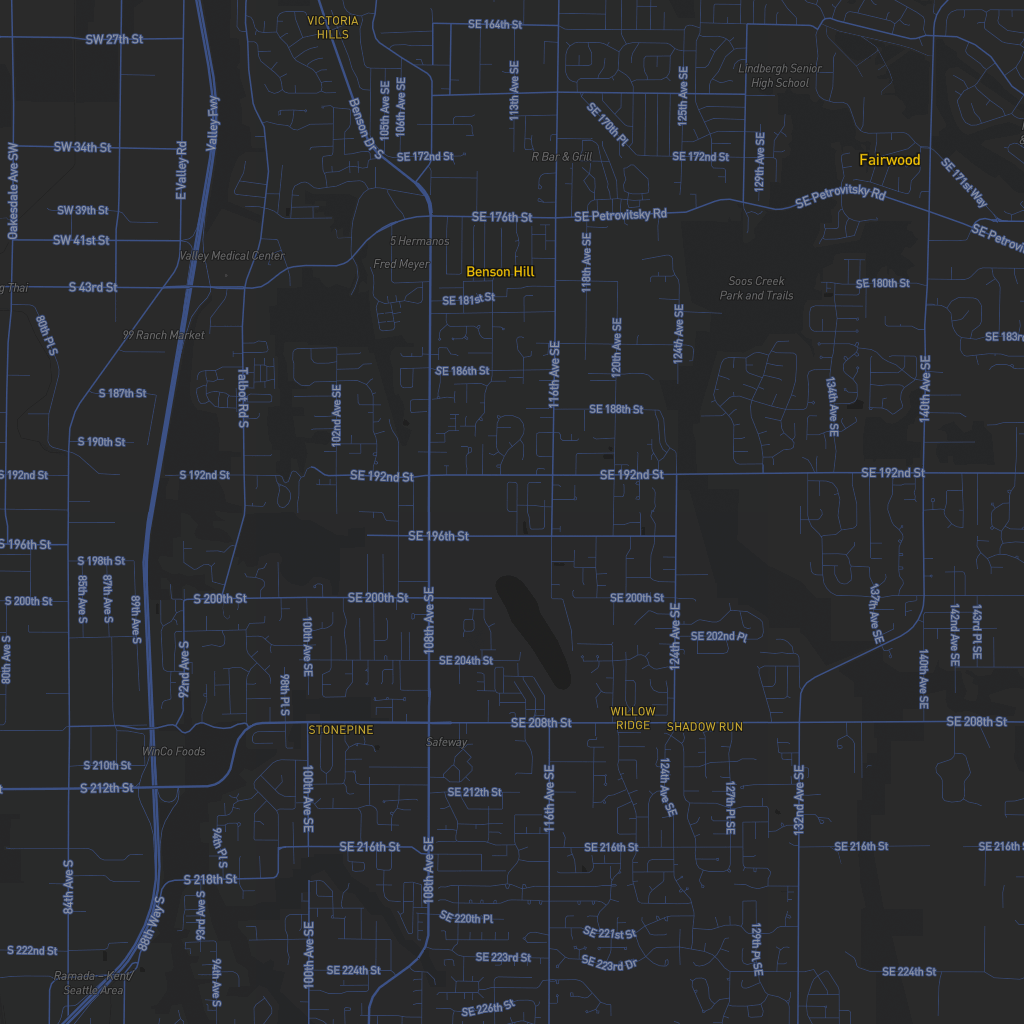 VICTORIA
HILLS
SE 164th St
SW 27th St
Lindbergh Senior
High School
Valley Fwy
Benson Dr S
105th Ave SE
106th Ave SE
113th Ave SE
SE 170th Pl
125th Ave SE
129th Ave SE
Fairwood
SW 34th St
E Valley Rd
Oakesdale Ave SW
SE 172nd St
R Bar & Grill
SE 172nd St
SE 171st Way
SE Petrovitsky Rd
SW 39th St
SE 176th St
SE Petrovitsky Rd
SW 41st St
Valley Medical Center
5 Hermanos
Fred Meyer
Benson Hill
118th Ave SE
SE Petrovi
S 43rd St
g Thai
Soos Creek
Park and Trails
SE 180th St
SE 181st St
80th Pl S
99 Ranch Market
120th Ave SE
124th Ave SE
SE 183r
S 187th St
Talbot Rd S
102nd Ave SE
SE 186th St
116th Ave SE
SE 188th St
134th Ave SE
140th Ave SE
S 190th St
S 192nd St
S 192nd St
SE 192nd St
SE 192nd St
SE 192nd St
S 196th St
SE 196th St
S 198th St
85th Ave S
87th Ave S
89th Ave S
S 200th St
S 200th St
SE 200th St
SE 200th St
108th Ave SE
100th Ave SE
124th Ave SE
SE 202nd Pl
137th Ave SE
142nd Ave SE
143rd Pl SE
80th Ave S
92nd Ave S
98th Pl S
SE 204th St
140th Ave SE
WILLOW
RIDGE
SHADOW RUN
STONEPINE
SE 208th St
SE 208th St
WinCo Foods
Safeway
S 210th St
S 212th St
SE 212th St
100th Ave SE
116th Ave SE
124th Ave SE
127th Pl SE
132nd Ave SE
94th Pl S
SE 216th St
SE 216th St
SE 216th St
SE 216th
84th Ave S
S 218th St
108th Ave SE
88th Way S
93rd Ave S
SE 220th Pl
SE 221st St
129th Pl SE
S 222nd St
100th Ave SE
SE 223rd St
SE 223rd Dr
SE 224th St
SE 224th St
Ramada - Kent/
Seattle Area
94th Ave S
SE 226th St